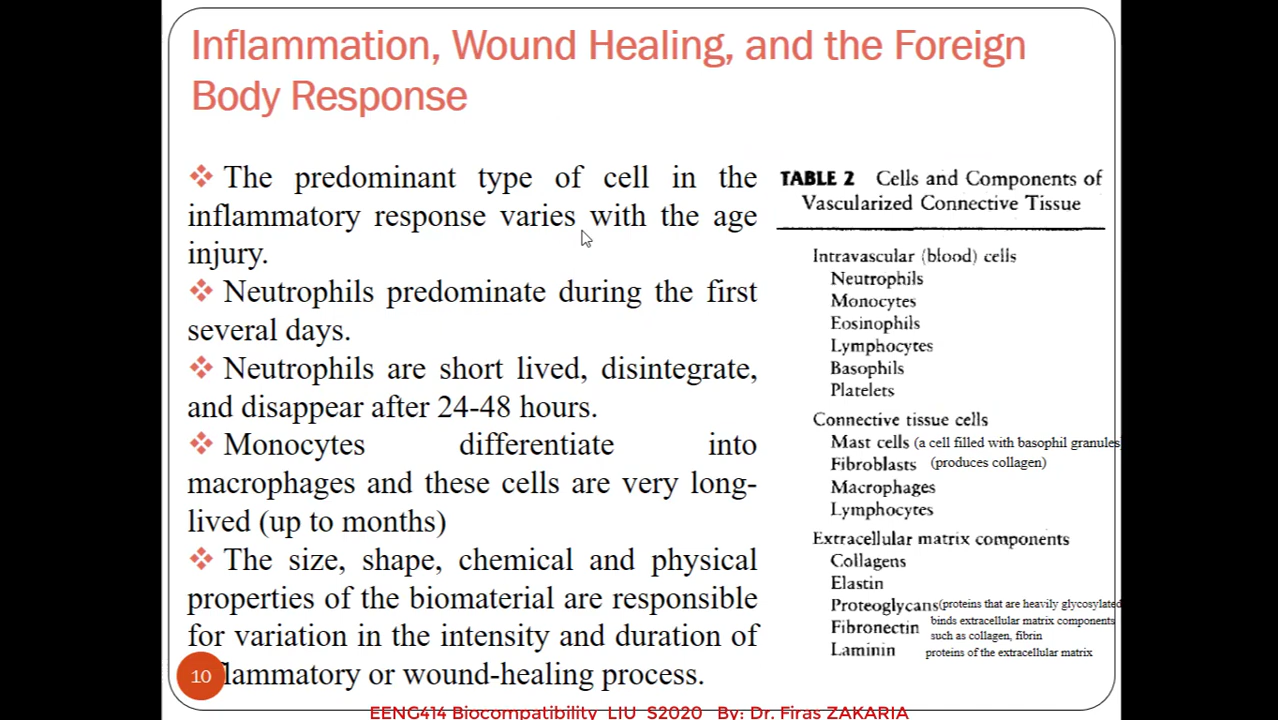 Inflammation, Wound Healing, and the Foreign
Body Response
❖ The predominant type of cell in the
inflammatory response varies with the age
injury.
❖ Neutrophils predominate during the first
several days.
❖ Neutrophils are short lived, disintegrate,
and disappear after 24-48 hours.
❖ Monocytes differentiate into
macrophages and these cells are very long-
lived (up to months)
❖ The size, shape, chemical and physical
properties of the biomaterial are responsible
for variation in the intensity and duration of
flammatory or wound-healing process.
10
TABLE 2 Cells and Components of
Vascularized Connective Tissue
Intravascular (blood) cells
Neutrophils
Monocytes
Eosinophils
Lymphocytes
Basophils
Platelets
Connective tissue cells
Mast cells (a cell filled with basophil granules
Fibroblasts (produces collagen)
Macrophages
Lymphocytes
Extracellular matrix components
Collagens
Elastin
Proteoglycans (proteins that are heavily glycosylated
Fibronectin binds extracellular matrix components
such as collagen, fibrin
Laminin proteins of the extracellular matrix
EENG414 Biocompatibility LIU S2020 By: Dr. Firas ZAKARIA